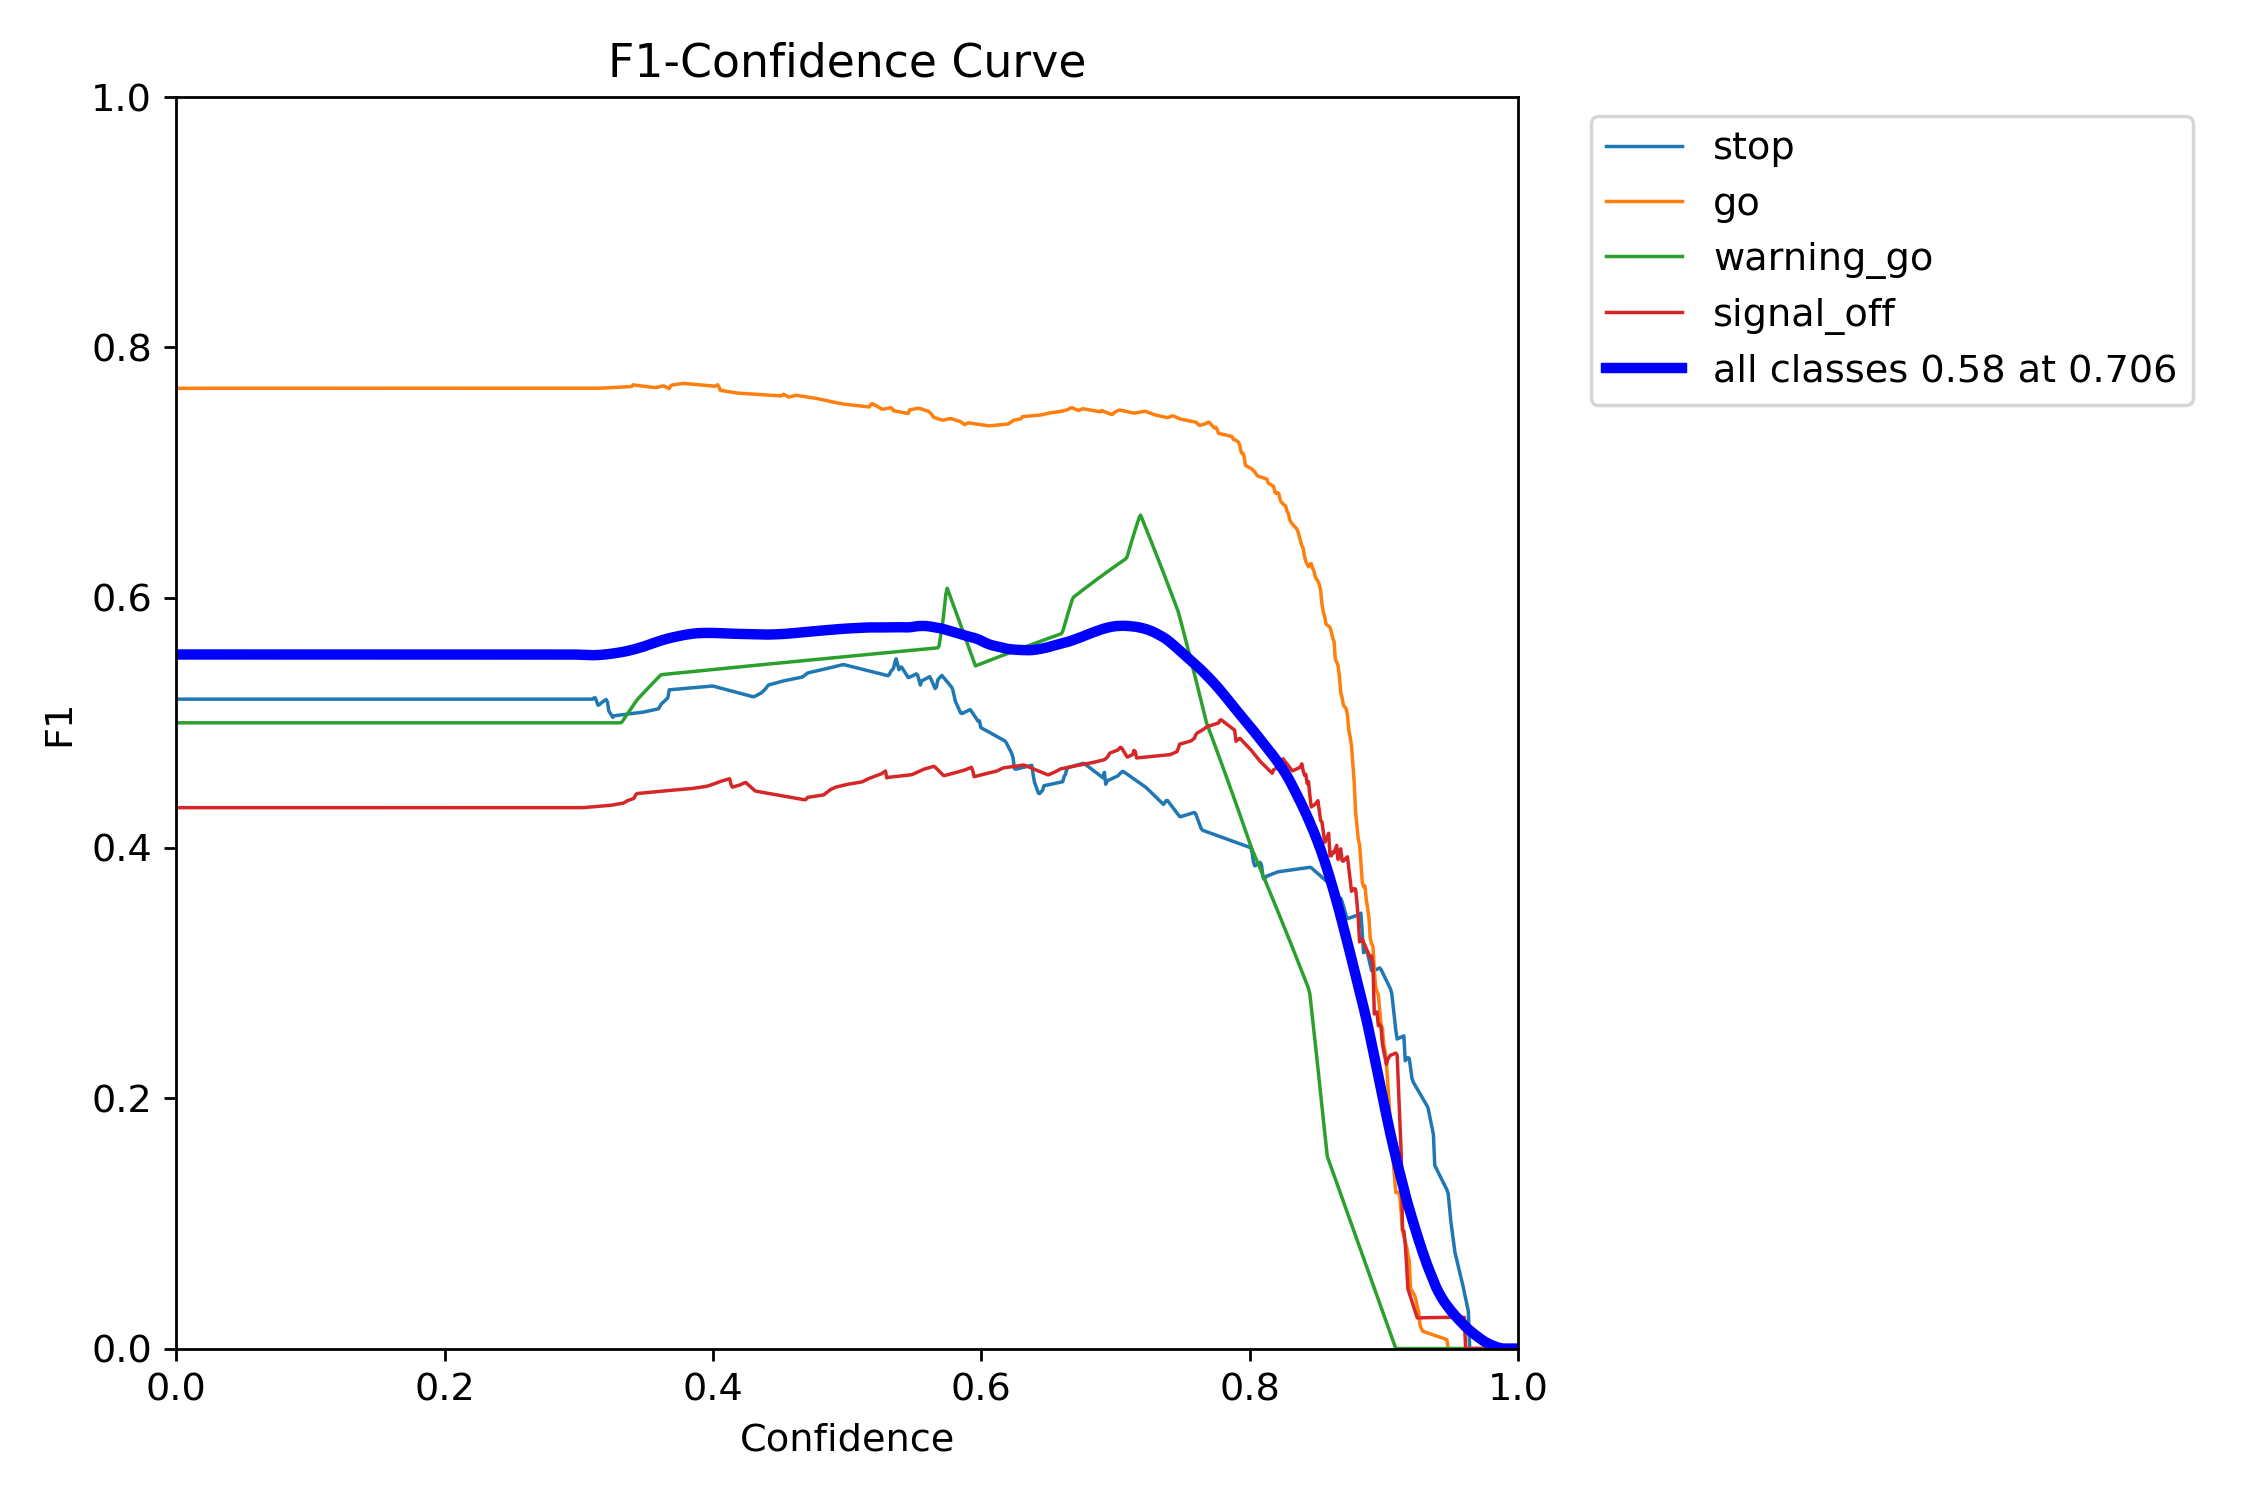 F1-Confidence Curve
1.0
0.8
0.6
0.4
0.2
0.0
F1
0.0 0.2 0.4 0.6 0.8 1.0
Confidence
stop
go
warning_go
signal_off
all classes 0.58 at 0.706